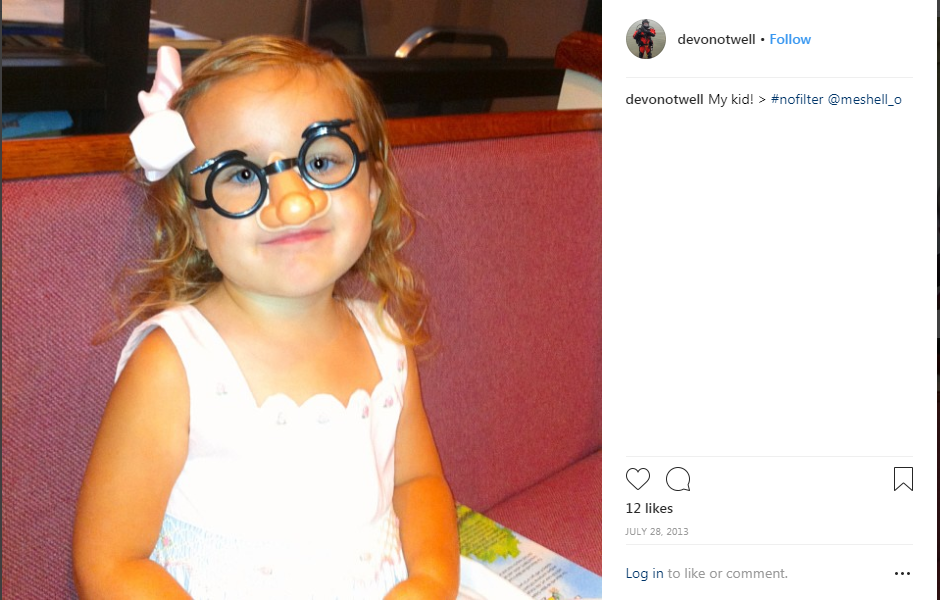 devonotwell • Follow
devonotwell My kid! > #nofilter @meshell_o
12 likes
JULY 28, 2013
Log in to like or comment.